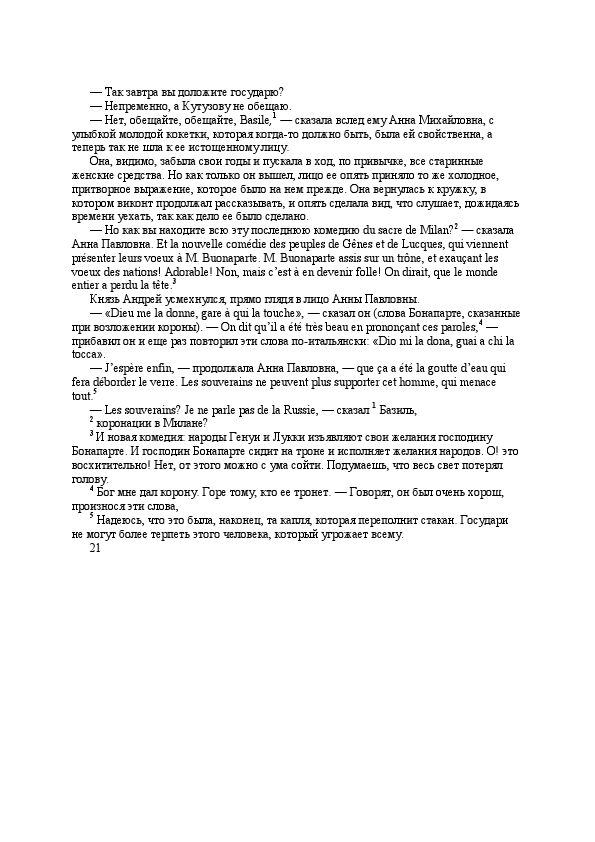 — Так завтра вы доложите государю?
— Непременно, а Кутузову не обещаю.
— Нет, обещайте, обещайте, Basile,1 — сказала вслед ему Анна Михайловна, с
улыбкой молодой кокетки, которая когда-то должно быть, была ей свойственна, а
теперь так не шла к ее истощенному лицу.
Она, видимо, забыла свои годы и пускала в ход, по привычке, все старинные
женские средства. Но как только он вышел, лицо ее опять приняло то же холодное,
притворное выражение, которое было на нем прежде. Она вернулась к кружку, в
котором виконт продолжал рассказывать, и опять сделала вид, что слушает, дожидаясь
времени уехать, так как дело ее было сделано.
— Но как вы находите всю эту последнюю комедию du sacre de Milan?2 — сказала
Анна Павловна. Et la nouvelle comédie des peuples de Gênes et de Lucques, qui viennent
présenter leurs voeux à M. Buonaparte. M. Buonaparte assis sur un trône, et exauçant les
voeux des nations! Adorable! Non, mais c’est à en devenir folle! On dirait, que le monde
entier a perdu la tête.3
Князь Андрей усмехнулся, прямо глядя в лицо Анны Павловны.
— «Dieu me la donne, gare à qui la touche», — сказал он (слова Бонапарте, сказанные
при возложении короны). — On dit qu’il a été très beau en prononçant ces paroles,4 —
прибавил он и еще раз повторил эти слова по-итальянски: «Dio mi la dona, guai a chi la
tocca».
— J’espère enfin, — продолжала Анна Павловна, — que ça a été la goutte d’eau qui
fera déborder le verre. Les souverains ne peuvent plus supporter cet homme, qui menace
tout.5
— Les souverains? Je ne parle pas de la Russie, — сказал 1 Базиль,
2 коронации в Милане?
3 И новая комедия: народы Генуи и Лукки изъявляют свои желания господину
Бонапарте. И господин Бонапарте сидит на троне и исполняет желания народов. О! это
восхитительно! Нет, от этого можно с ума сойти. Подумаешь, что весь свет потерял
голову.
4 Бог мне дал корону. Горе тому, кто ее тронет. — Говорят, он был очень хорош,
произнося эти слова,
5 Надеюсь, что это была, наконец, та капля, которая переполнит стакан. Государи
не могут более терпеть этого человека, который угрожает всему.
21